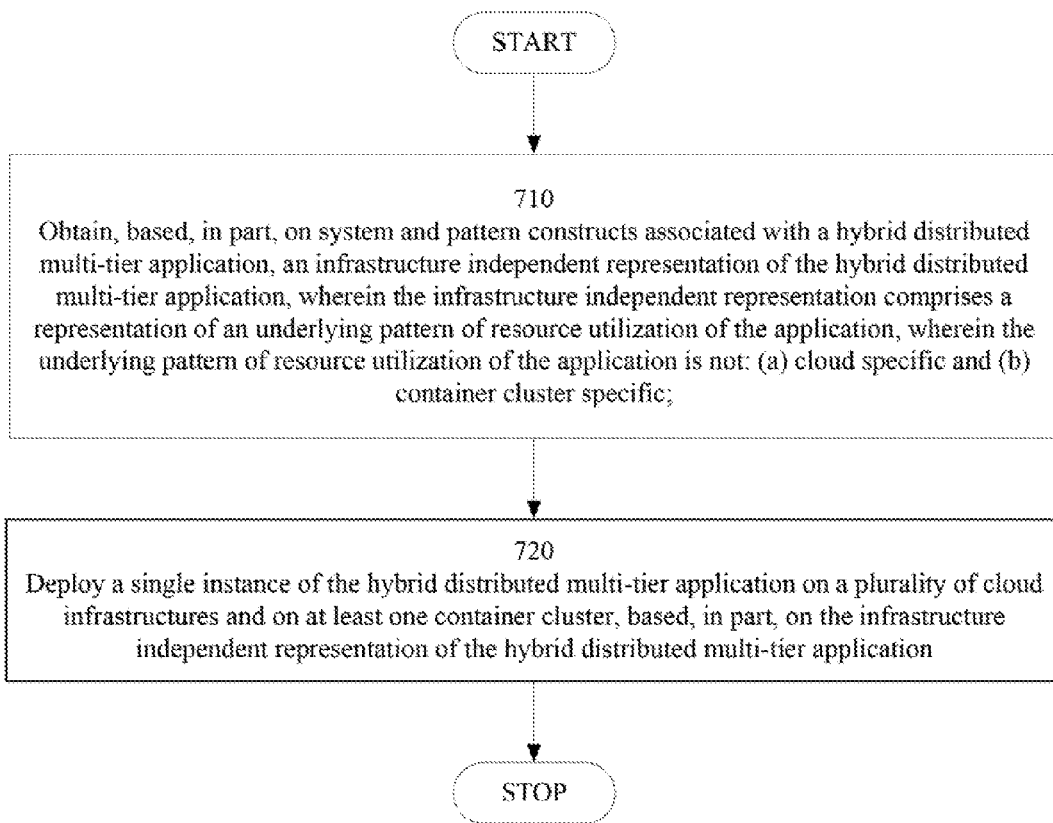 START
710
Obtain, based, in part, on system and pattern constructs associated with a hybrid distributed
multi-tier application, an infrastructure independent representation of the hybrid distributed
multi-tier application, wherein the infrastructure independent representation comprises a
representation of an underlying pattern of resource utilization of the application, wherein the
underlying pattern of resource utilization of the application is not: (a) cloud specific and (b)
container cluster specific;
720
Deploy a single instance of the hybrid distributed multi-tier application on a plurality of cloud
infrastructures and on at least one container cluster, based, in part, on the infrastructure
independent representation of the hybrid distributed multi-tier application
STOP